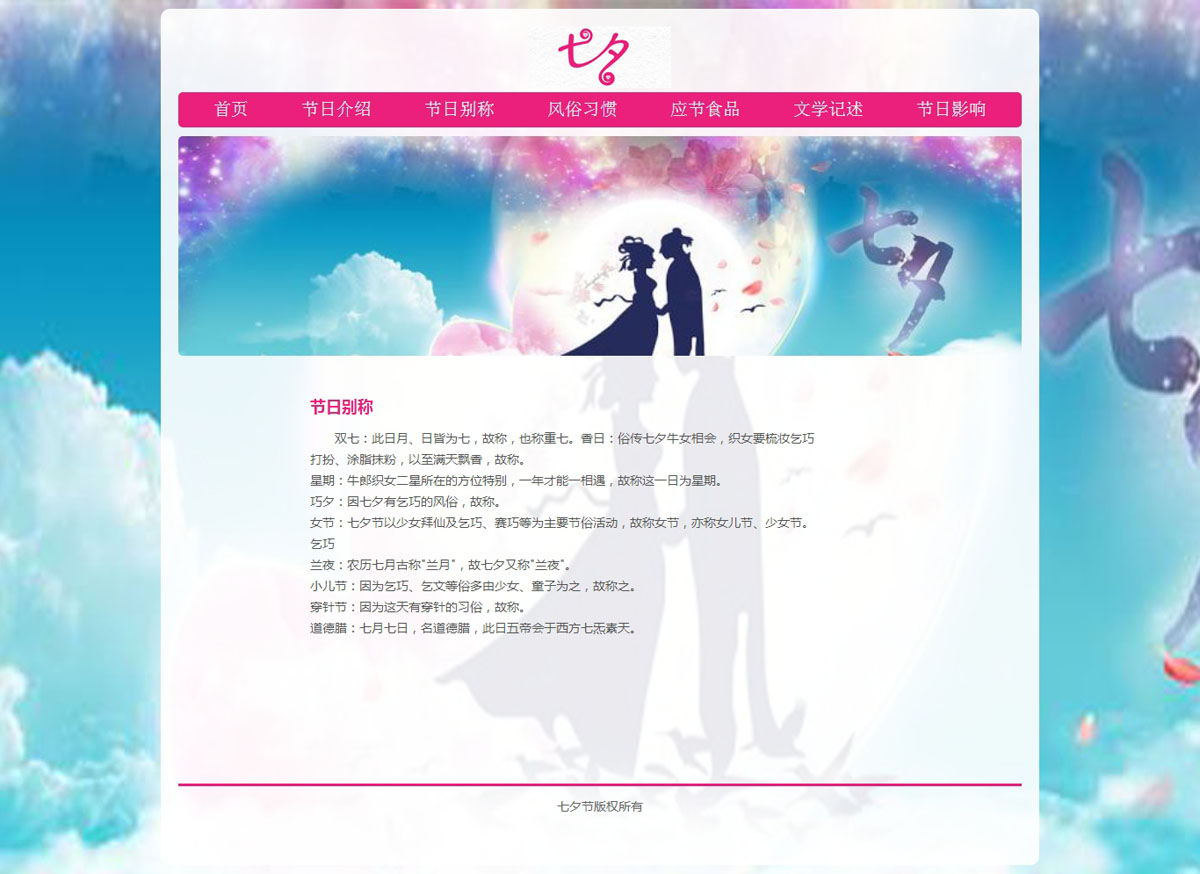 七夕
首页 节日介绍 节日别称 风俗习惯 应节食品 文学记述 节日影响
七夕
七
节日别称
双七：此日月、日皆为七，故称，也称重七。香日：俗传七夕牛女相会，织女要梳妆乞巧
打扮、涂脂抹粉，以至满天飘香，故称。
星期：牛郎织女二星所在的方位特别，一年才能一相遇，故称这一日为星期。
巧夕：因七夕有乞巧的风俗，故称。
女节：七夕节以少女拜仙及乞巧、赛巧等为主要节俗活动，故称女节，亦称女儿节、少女节。
乞巧
兰夜：农历七月古称"兰月"，故七夕又称"兰夜"。
小儿节：因为乞巧、乞文等俗多由少女、童子为之，故称之。
穿针节：因为这天有穿针的习俗，故称。
道德腊：七月七日，名道德腊，此日五帝会于西方七炁素天。
七夕节版权所有